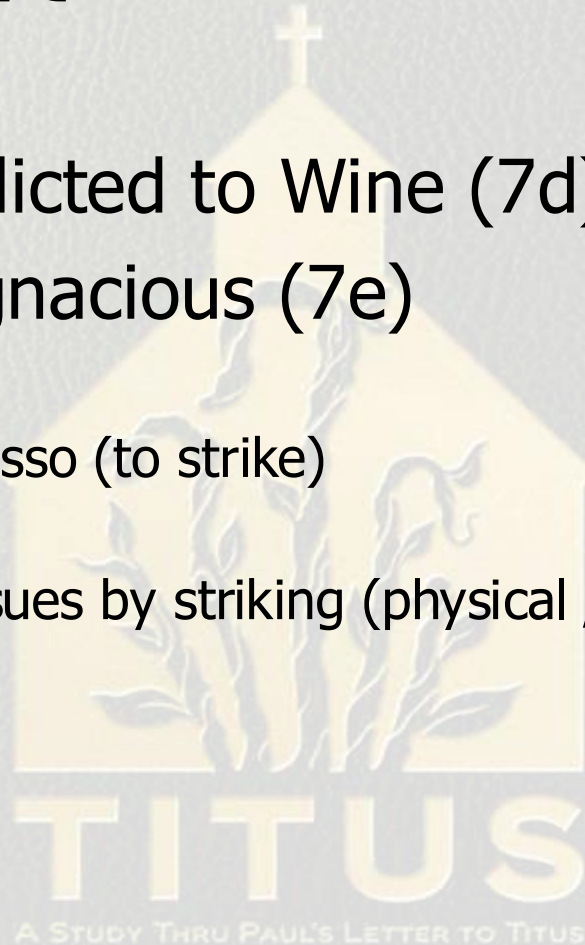 licted to Wine (7d)
gnacious (7e)
sso (to strike)
sues by striking (physical
TITUS
A STUDY THRU PAUL'S LETTER TO TITUS